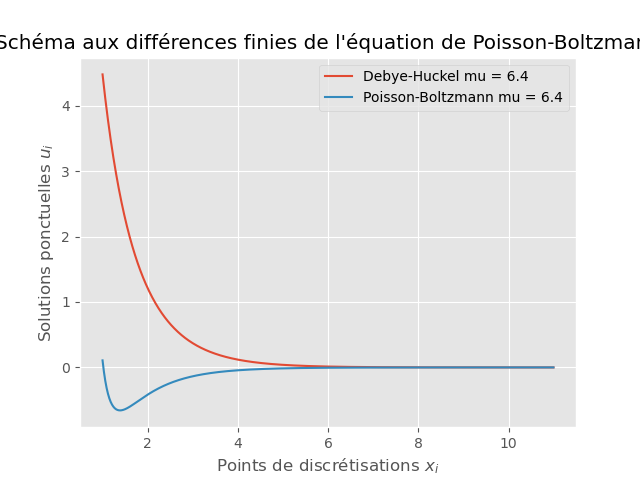 Schéma aux différences finies de l'équation de Poisson-Boltzman
Debye-Huckel mu = 6.4
Poisson-Boltzmann mu = 6.4
Solutions ponctuelles u_i
4
3
2
1
0
2 4 6 8 10
Points de discrétisations x_i